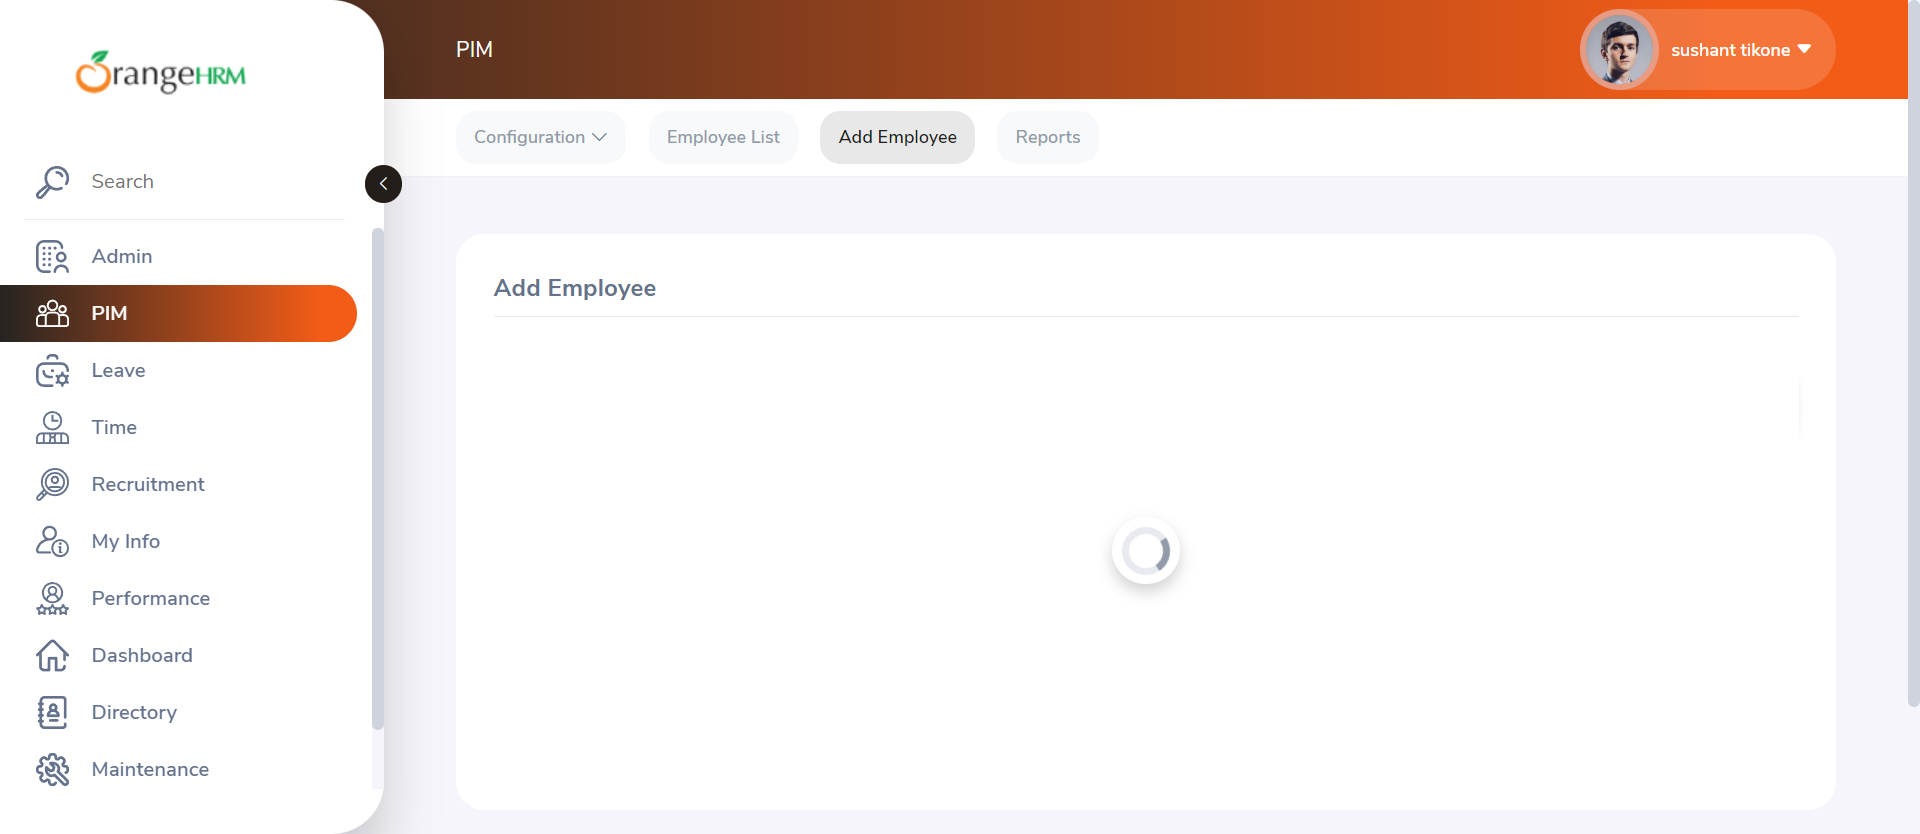 OrangeHRM
PIM
sushant tikone
Configuration
Employee List
Add Employee
Reports
Search
Admin
PIM
Leave
Time
Recruitment
My Info
Performance
Dashboard
Directory
Maintenance
Add Employee